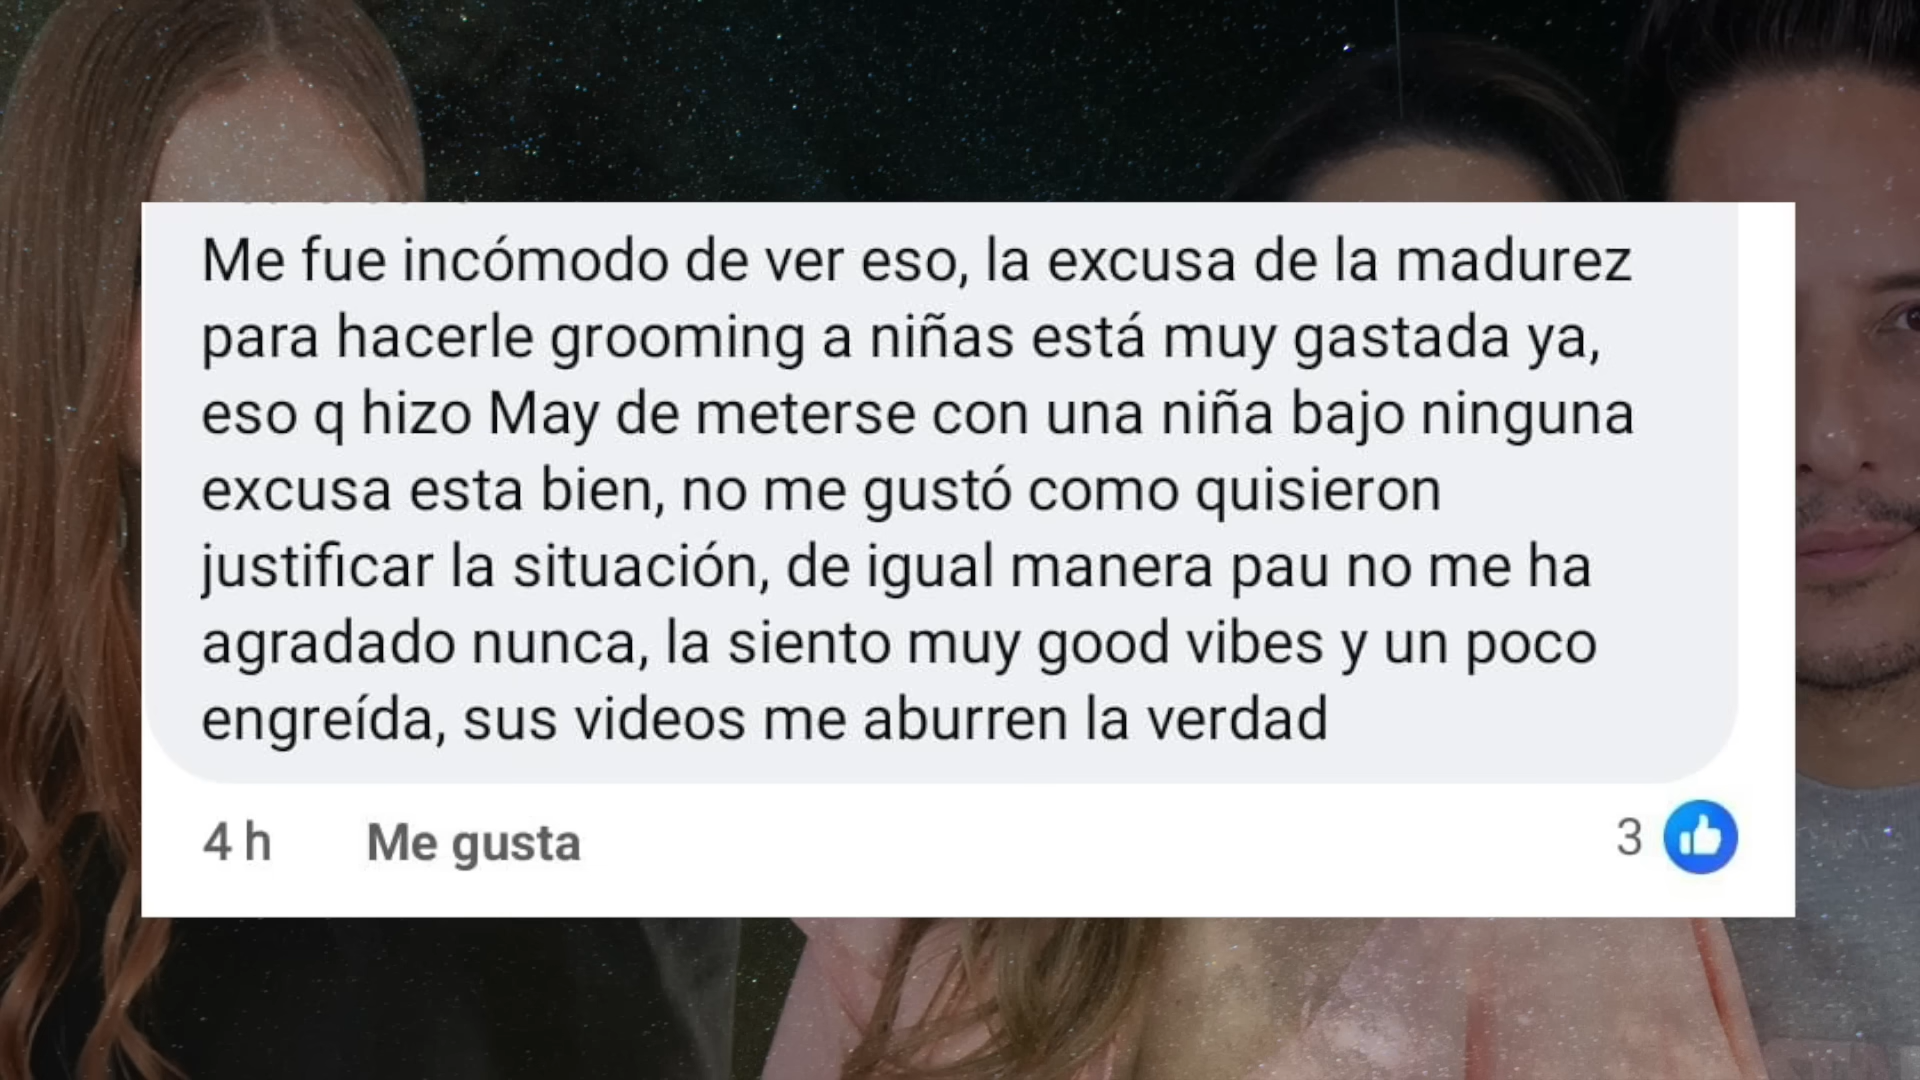 Me fue incómodo de ver eso, la excusa de la madurez
para hacerle grooming a niñas está muy gastada ya,
eso q hizo May de meterse con una niña bajo ninguna
excusa esta bien, no me gustó como quisieron
justificar la situación, de igual manera pau no me ha
agradado nunca, la siento muy good vibes y un poco
engreída, sus videos me aburren la verdad
4 h Me gusta 3